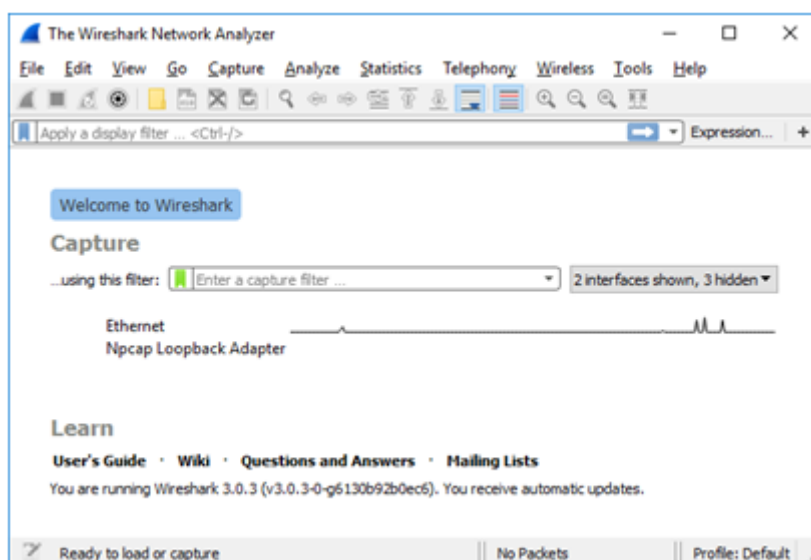 The Wireshark Network Analyzer
File Edit View Go Capture Analyze Statistics Telephony Wireless Tools Help
Apply a display filter ... <Ctrl-/> Expression... +
Welcome to Wireshark
Capture
...using this filter: Enter a capture filter ... 2 interfaces shown, 3 hidden
Ethernet
Npcap Loopback Adapter
Learn
User's Guide · Wiki · Questions and Answers · Mailing Lists
You are running Wireshark 3.0.3 (v3.0.3-0-g6130b92b0ec6). You receive automatic updates.
Ready to load or capture No Packets Profile: Default